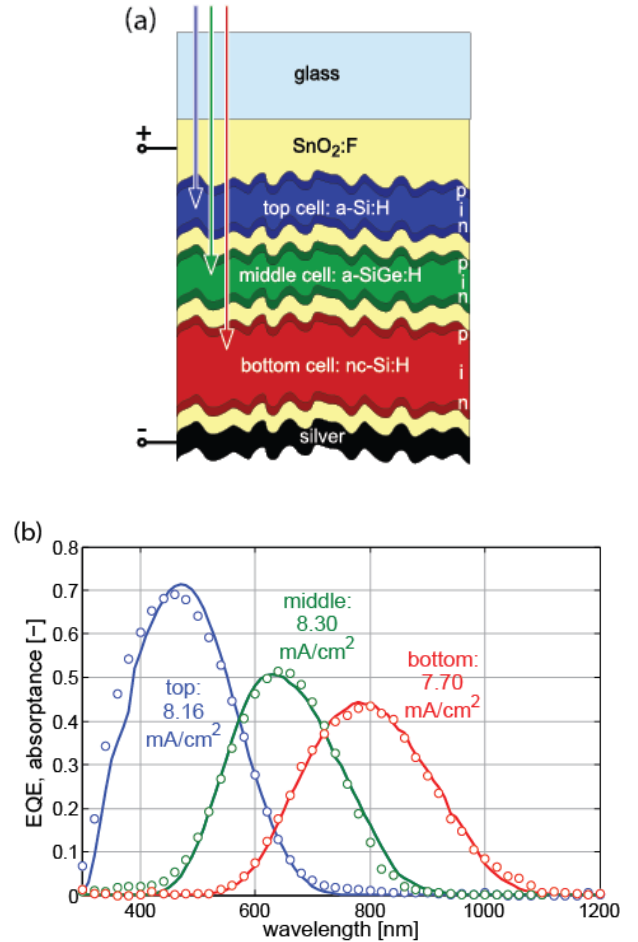 (a)
glass
+
SnO₂:F
top cell: a-Si:H
p
i
n
middle cell: a-SiGe:H
p
i
n
bottom cell: nc-Si:H
p
i
n
-
silver
(b)
0.8
0.7
0.6
0.5
0.4
0.3
0.2
0.1
0
EQE, absorptance [–]
top:
8.16
mA/cm²
middle:
8.30
mA/cm²
bottom:
7.70
mA/cm²
400
600
800
1000
1200
wavelength [nm]